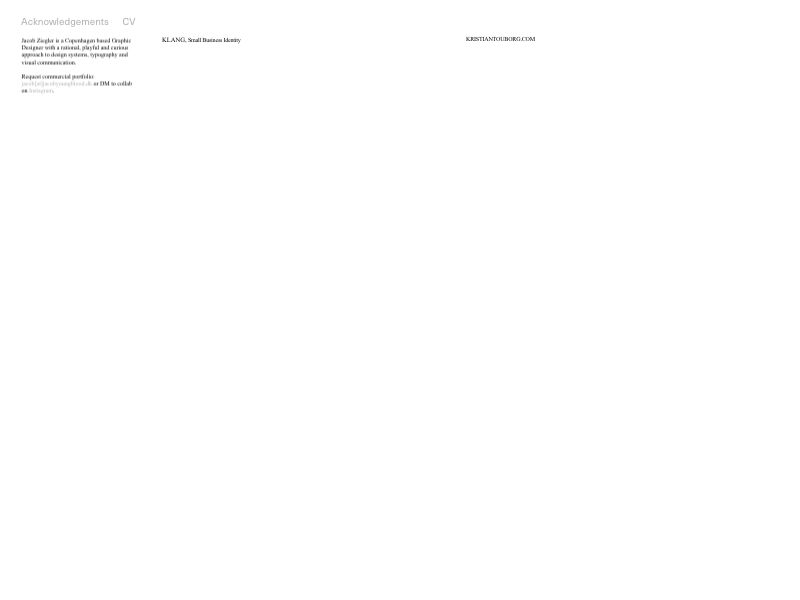 Acknowledgements CV
Jacob Ziegler is a Copenhagen based Graphic
Designer with a rational, playful and curious
approach to design systems, typography and
visual communication.
Request commercial portfolio:
or DM to collab
on Instagram.
KLANG, Small Business Identity
KRISTIANTOUBORG.COM